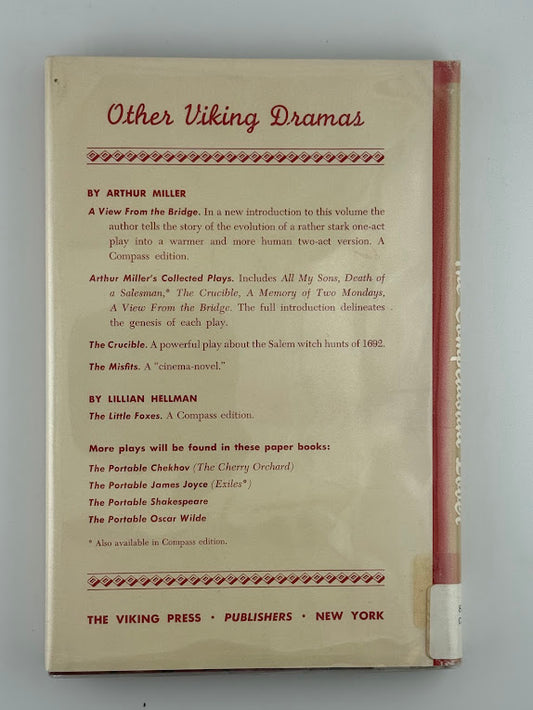 Other Viking Dramas
BY ARTHUR MILLER
A View From the Bridge. In a new introduction to this volume the
author tells the story of the evolution of a rather stark one-act
play into a warmer and more human two-act version. A
Compass edition.
Arthur Miller's Collected Plays. Includes All My Sons, Death of
a Salesman,* The Crucible, A Memory of Two Mondays,
A View From the Bridge. The full introduction delineates
the genesis of each play.
The Crucible. A powerful play about the Salem witch hunts of 1692.
The Misfits. A "cinema-novel."
BY LILLIAN HELLMAN
The Little Foxes. A Compass edition.
More plays will be found in these paper books:
The Portable Chekhov (The Cherry Orchard)
The Portable James Joyce (Exiles*)
The Portable Shakespeare
The Portable Oscar Wilde
* Also available in Compass edition.
THE VIKING PRESS · PUBLISHERS · NEW YORK